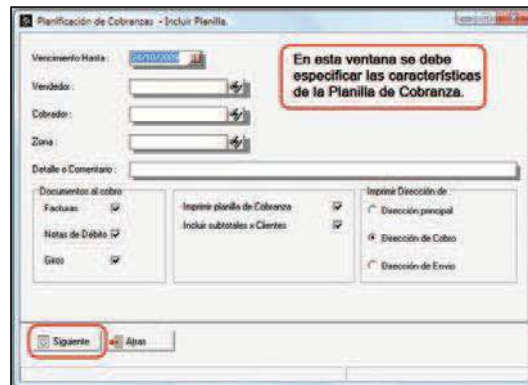 Planificación de Cobranzas - Incluir Planilla.
Vencimiento Hasta : 24/10/2009
En esta ventana se debe
especificar las características
de la Planilla de Cobranza.
Vendedor :
Cobrador :
Zona :
Detalle o Comentario :
Documentos al cobro
Facturas
Notas de Débito
Giros
Imprimir planilla de Cobranza
Incluir subtotales x Clientes
Imprimir Dirección de
Dirección principal
Dirección de Cobro
Dirección de Envio
Siguiente
Atras